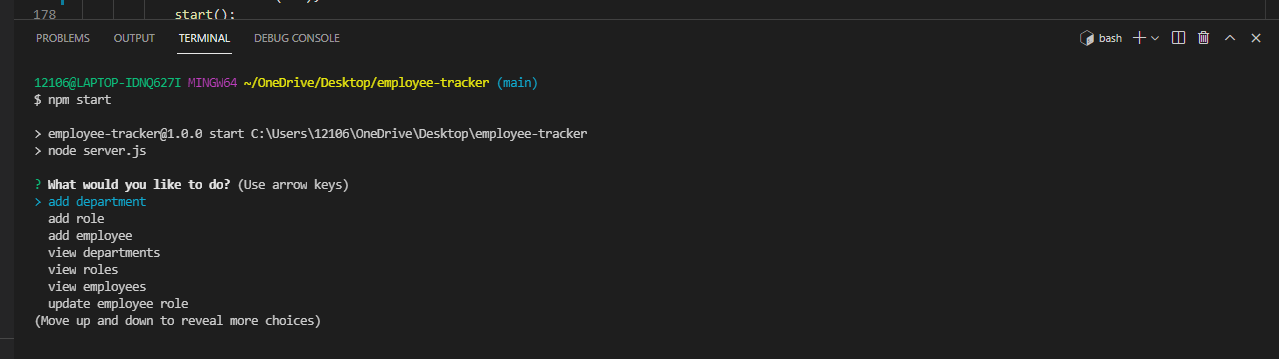 178 start();
PROBLEMS OUTPUT TERMINAL DEBUG CONSOLE bash
12106@LAPTOP-IDNQ627I MINGW64 ~/OneDrive/Desktop/employee-tracker (main)
$ npm start
> employee-tracker@1.0.0 start C:\Users\12106\OneDrive\Desktop\employee-tracker
> node server.js
? What would you like to do? (Use arrow keys)
> add department
add role
add employee
view departments
view roles
view employees
update employee role
(Move up and down to reveal more choices)